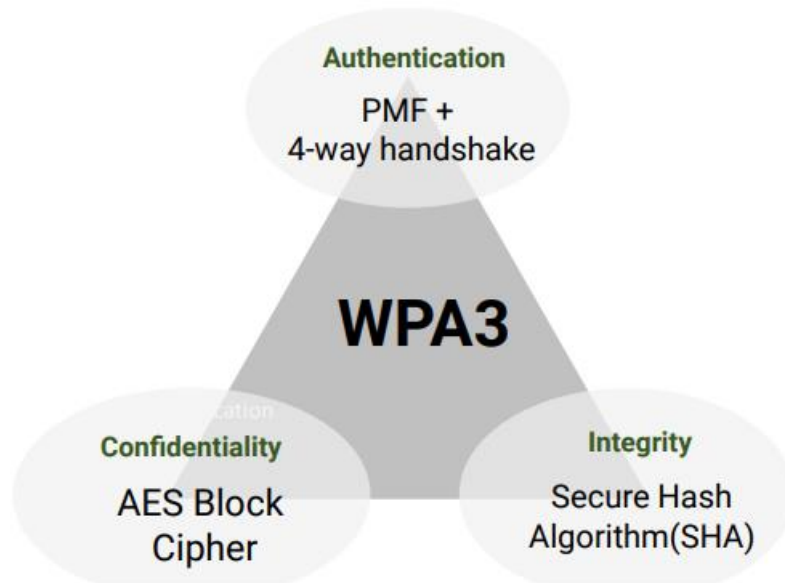 Authentication
PMF +
4-way handshake
WPA3
Confidentiality
AES Block
Cipher
Integrity
Secure Hash
Algorithm(SHA)